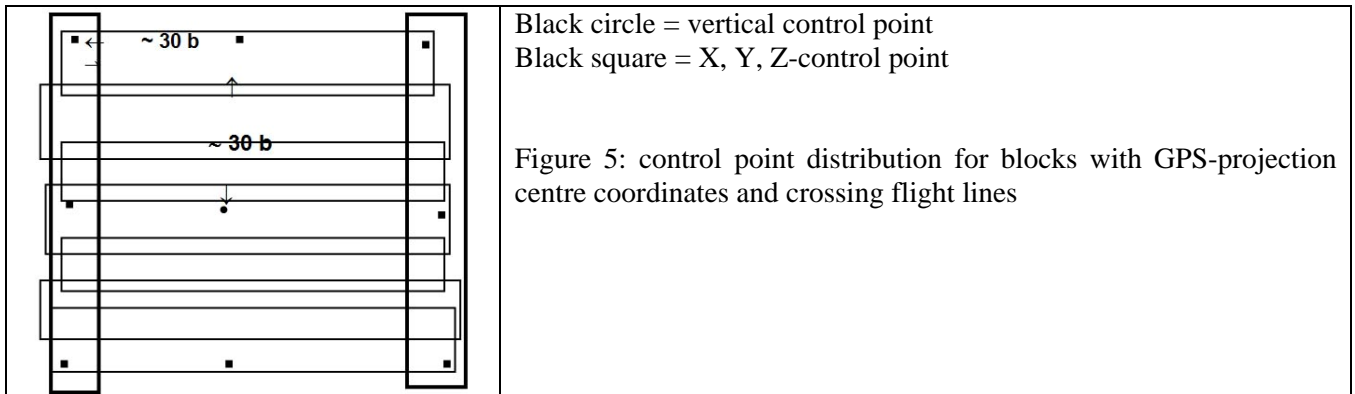 ~ 30 b
~ 30 b
Black circle = vertical control point
Black square = X, Y, Z-control point
Figure 5: control point distribution for blocks with GPS-projection
centre coordinates and crossing flight lines